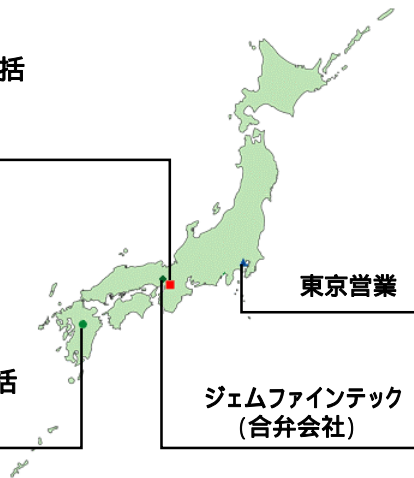 括
東京営業
括
ジェムファインテック
(合弁会社)